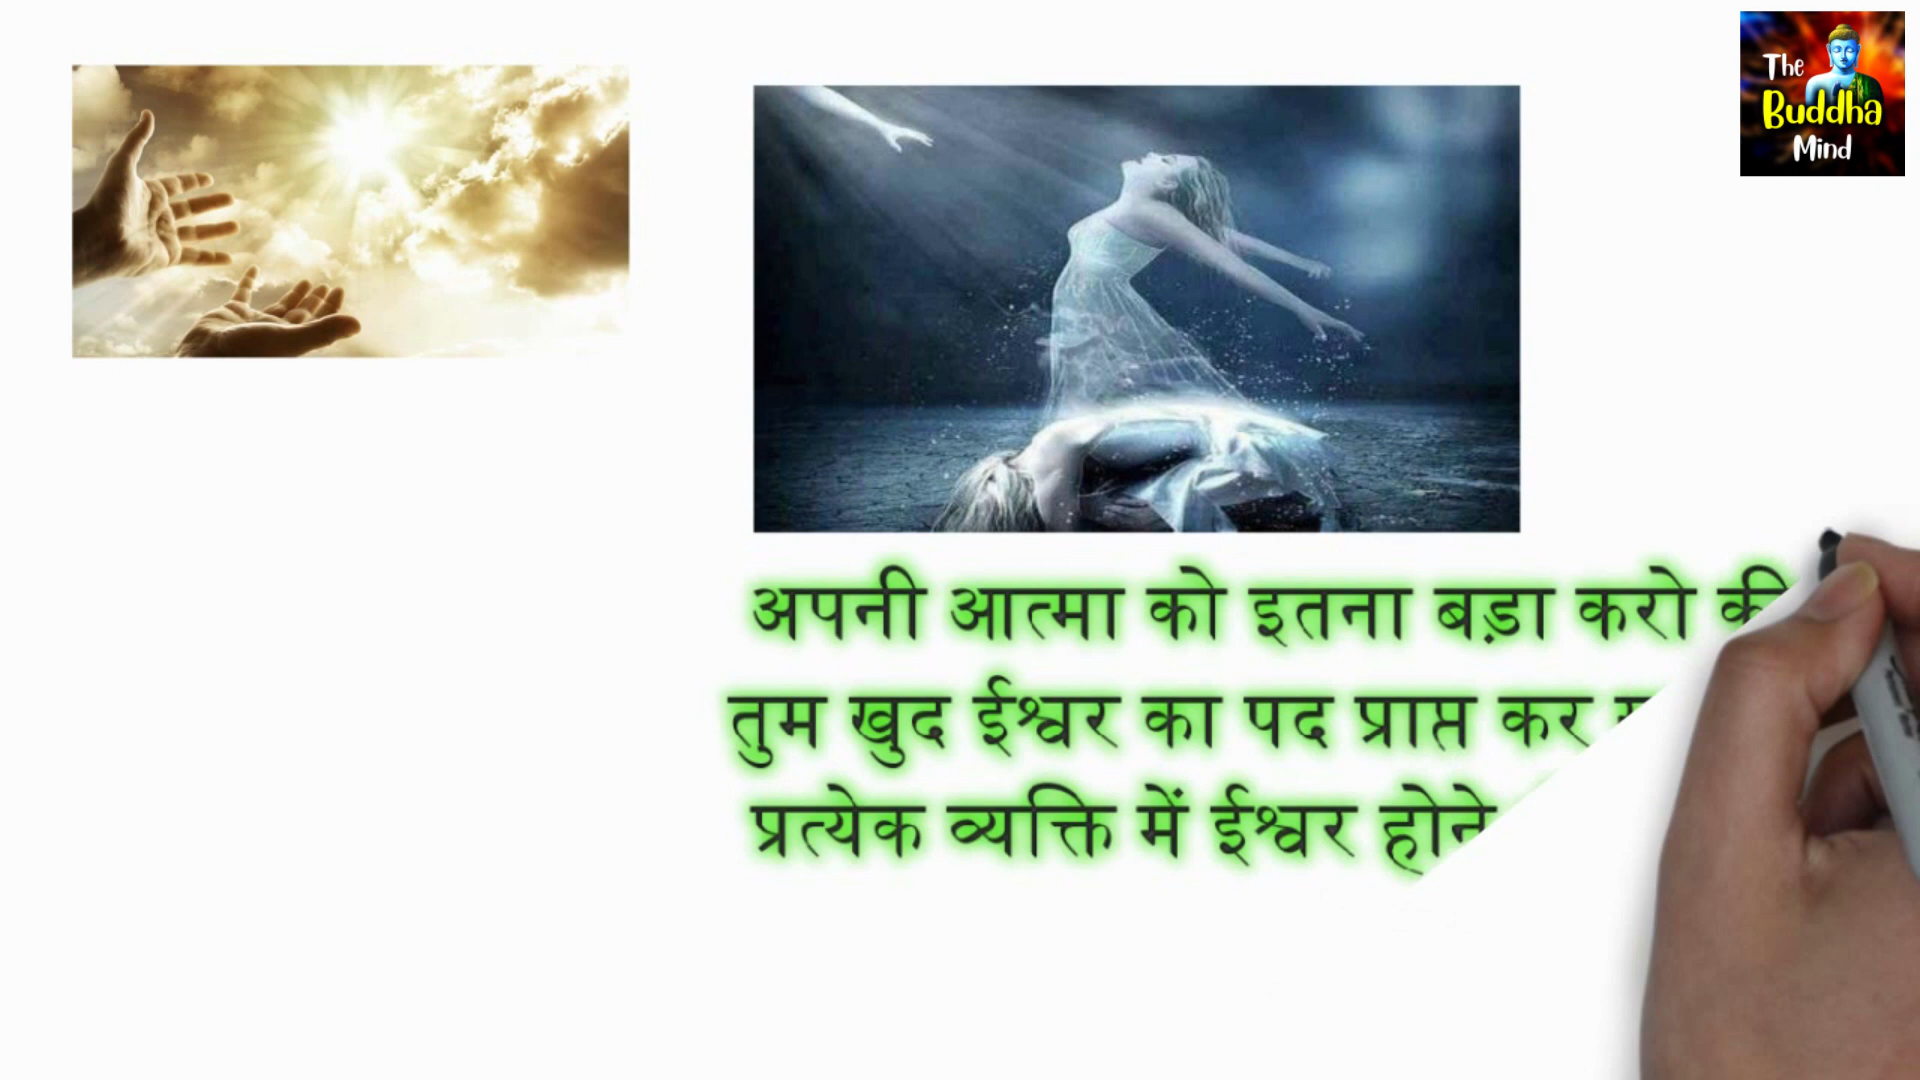 The
Buddha
Mind
अपनी आत्मा को इतना बड़ा करो की
तुम खुद ईश्वर का पद प्राप्त कर
प्रत्येक व्यक्ति में ईश्वर होने